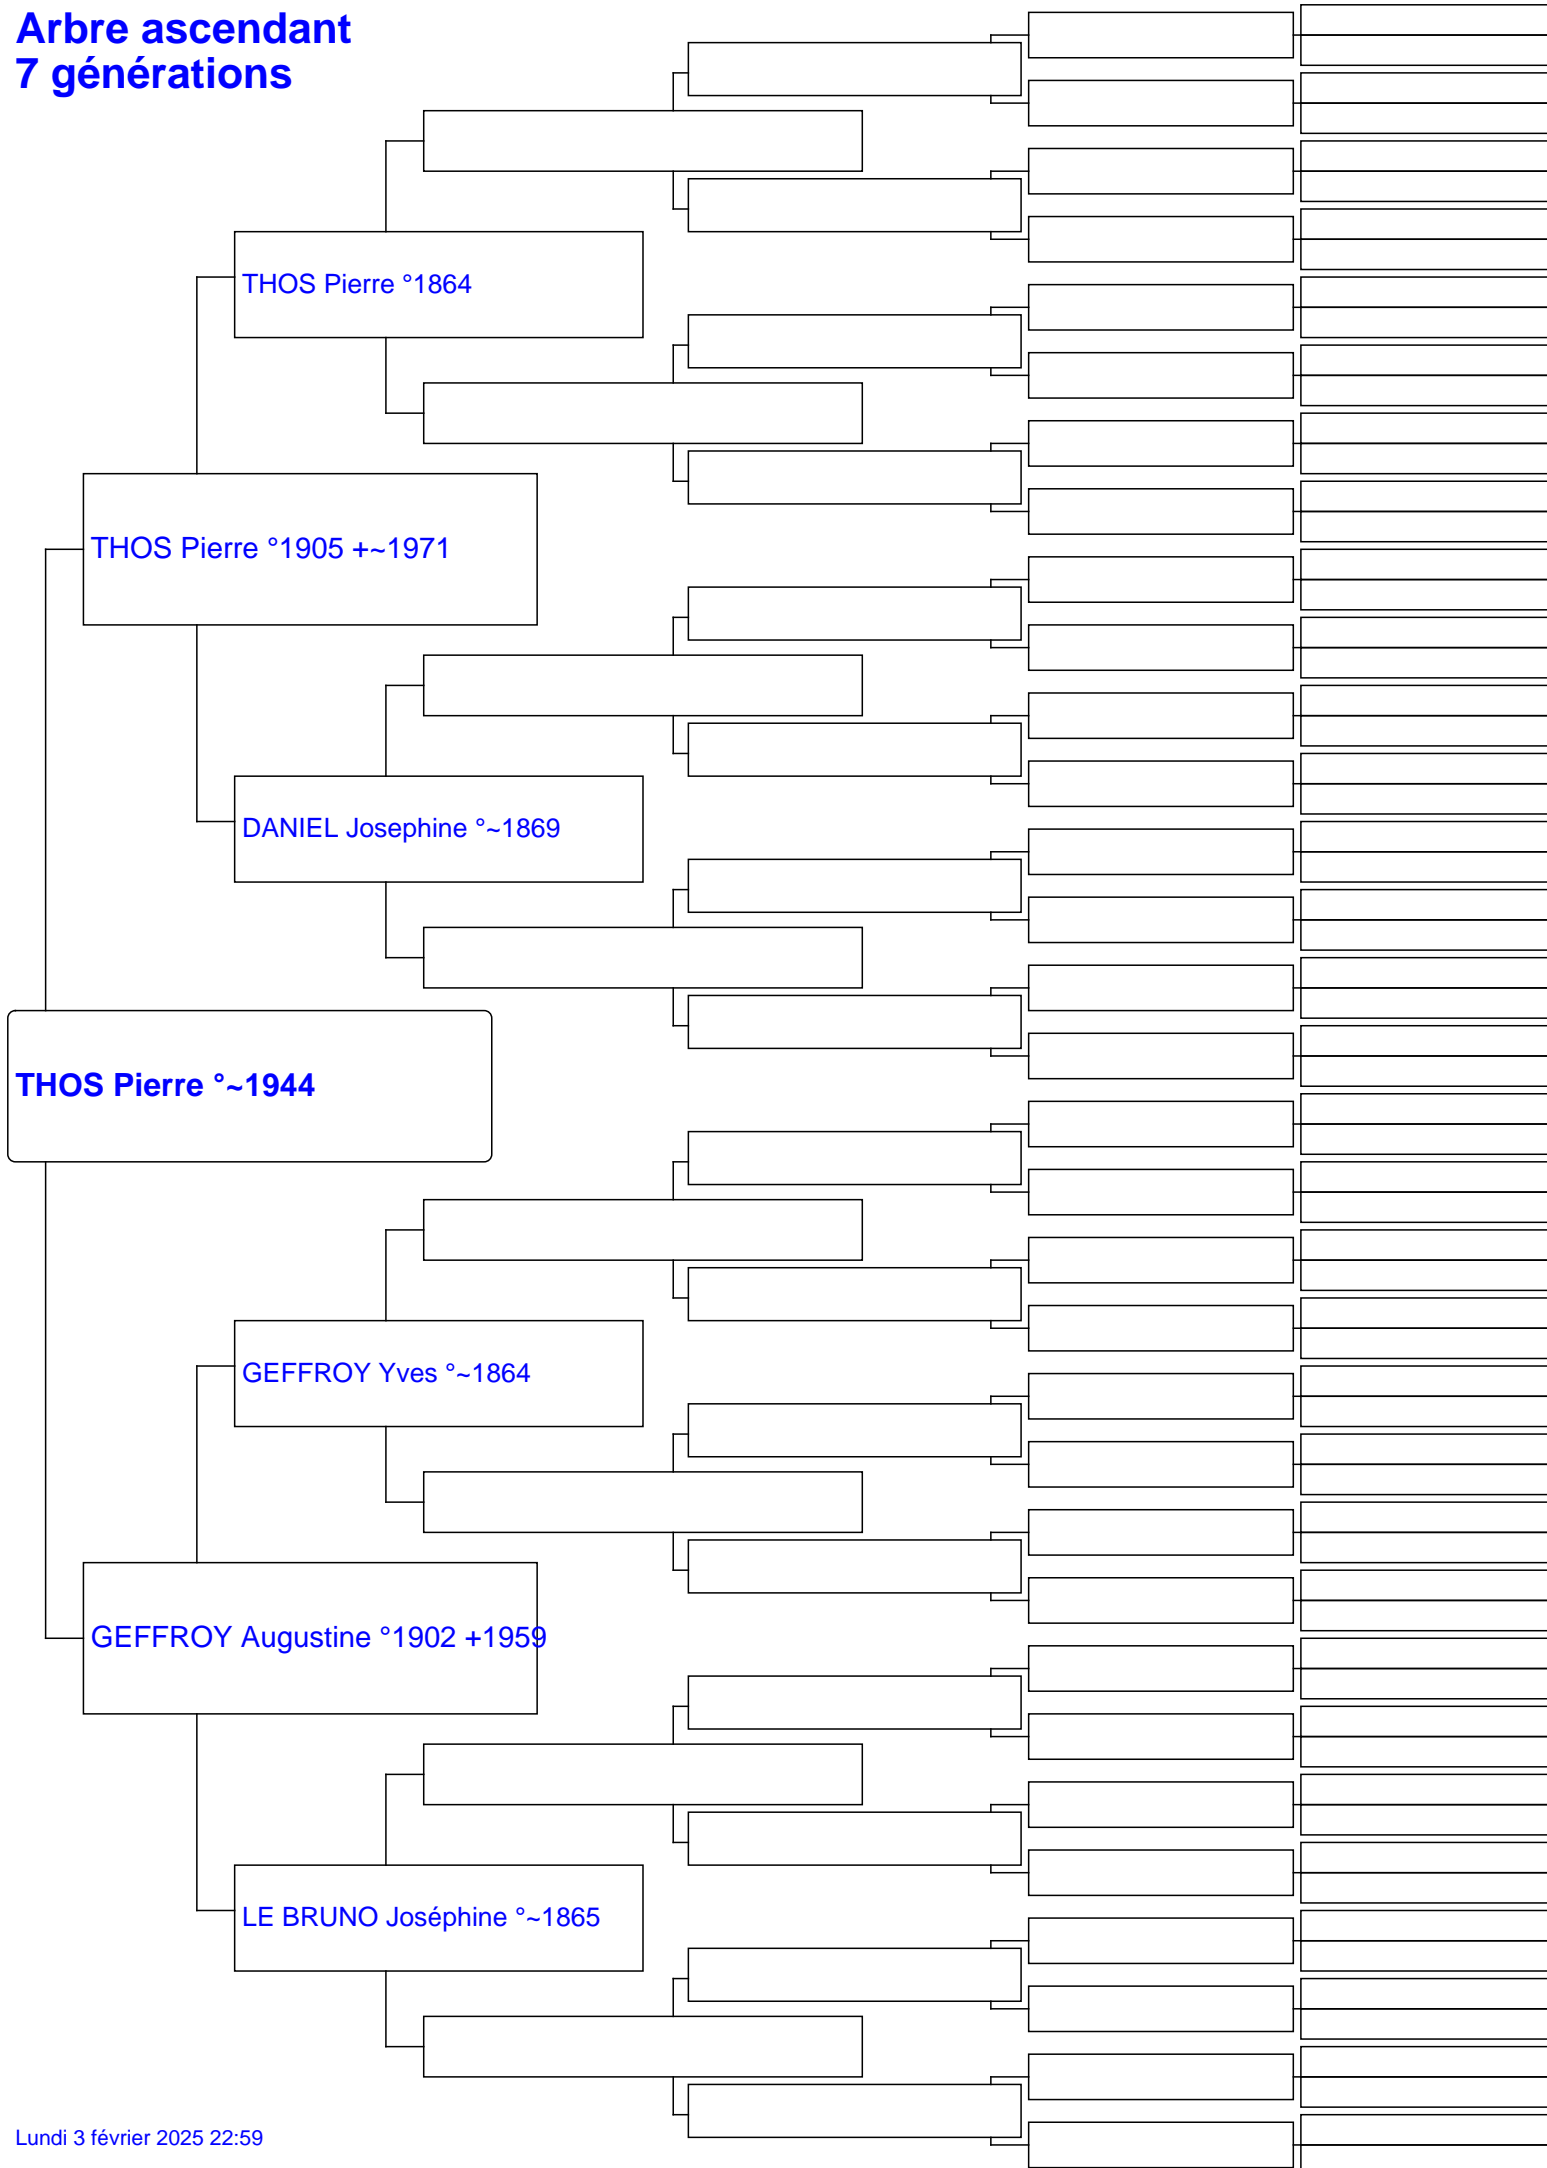 Arbre ascendant
7 générations
THOS Pierre °1864
THOS Pierre °1905 +~1971
DANIEL Josephine °~1869
THOS Pierre °~1944
GEFFROY Yves °~1864
GEFFROY Augustine °1902 +1959
LE BRUNO Joséphine °~1865
Lundi 3 février 2025 22:59